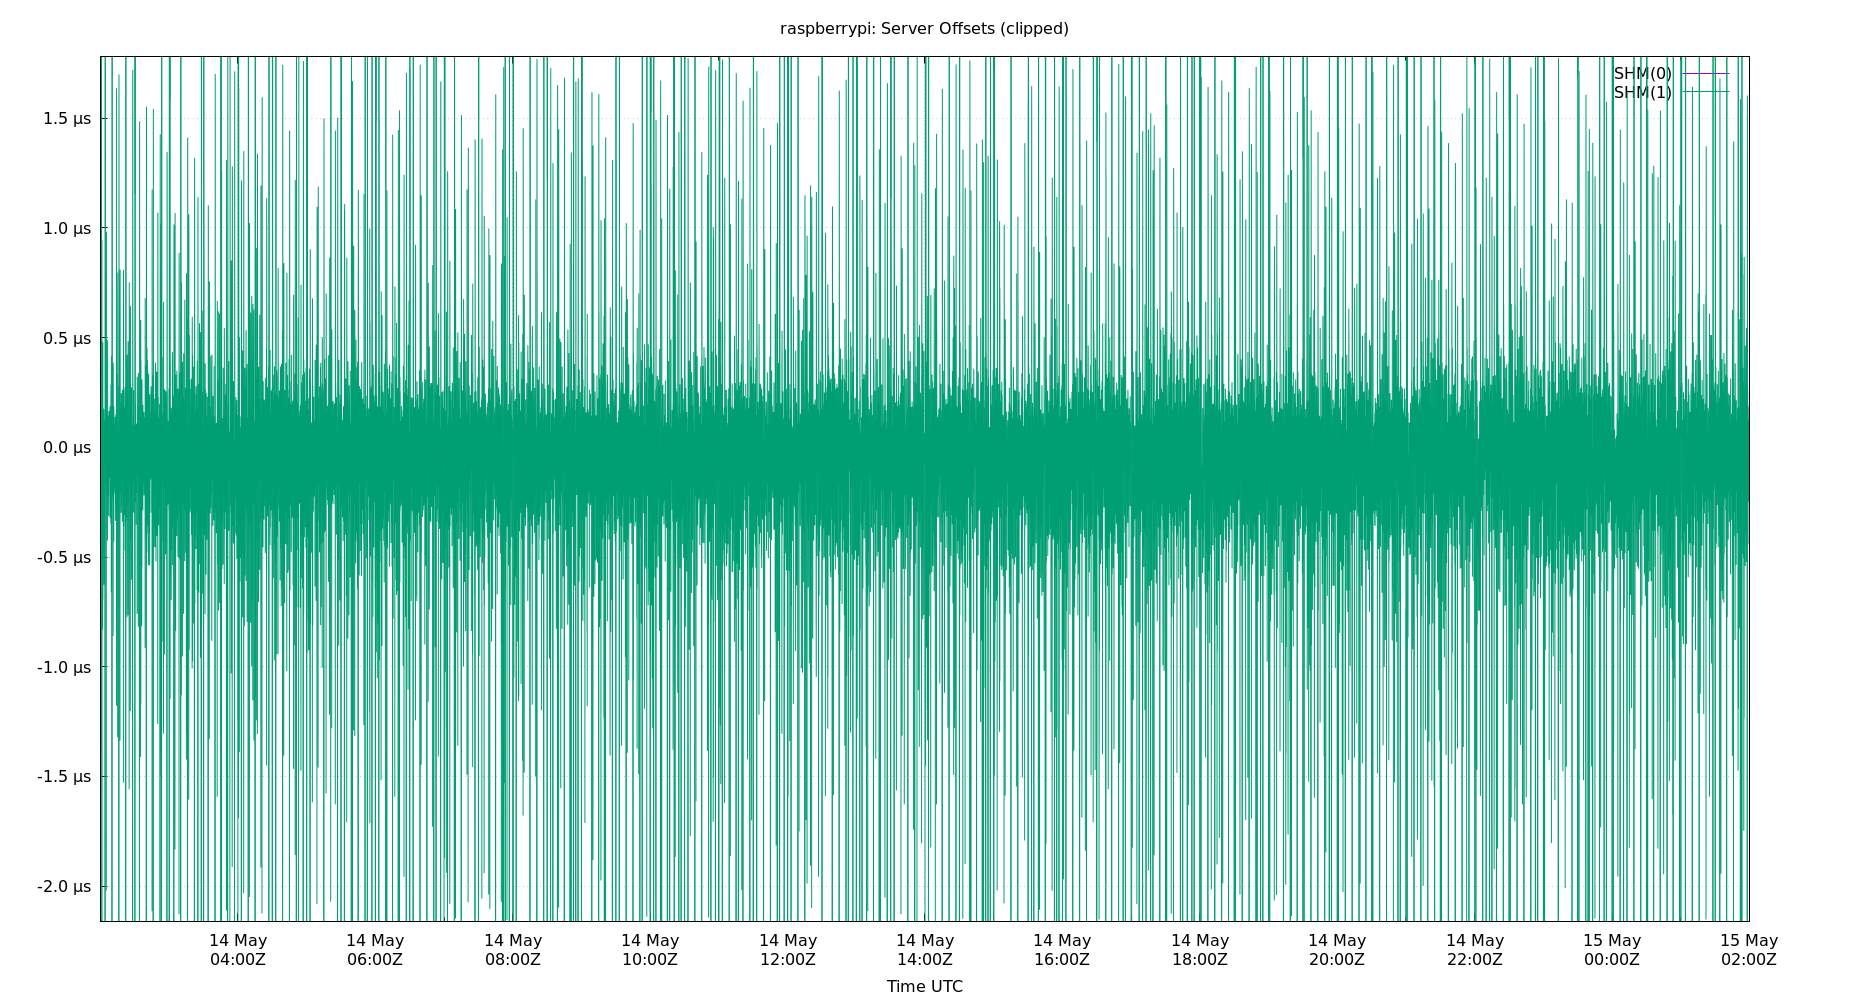 raspberrypi: Server Offsets (clipped)
SHM(0)
SHM(1)
1.5 µs
1.0 µs
0.5 µs
0.0 µs
-0.5 µs
-1.0 µs
-1.5 µs
-2.0 µs
14 May 14 May 14 May 14 May 14 May 14 May 14 May 14 May 14 May 14 May 15 May 15 May
04:00Z 06:00Z 08:00Z 10:00Z 12:00Z 14:00Z 16:00Z 18:00Z 20:00Z 22:00Z 00:00Z 02:00Z
Time UTC